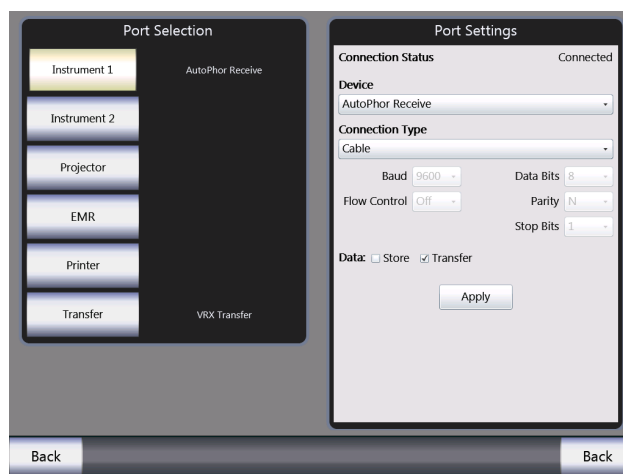 Port Selection
Instrument 1
AutoPhor Receive
Instrument 2
Projector
EMR
Printer
Transfer
VRX Transfer
Port Settings
Connection Status Connected
Device
AutoPhor Receive
Connection Type
Cable
Baud 9600 Data Bits 8
Flow Control Off Parity N
Stop Bits 1
Data: Store Transfer
Apply
Back
Back